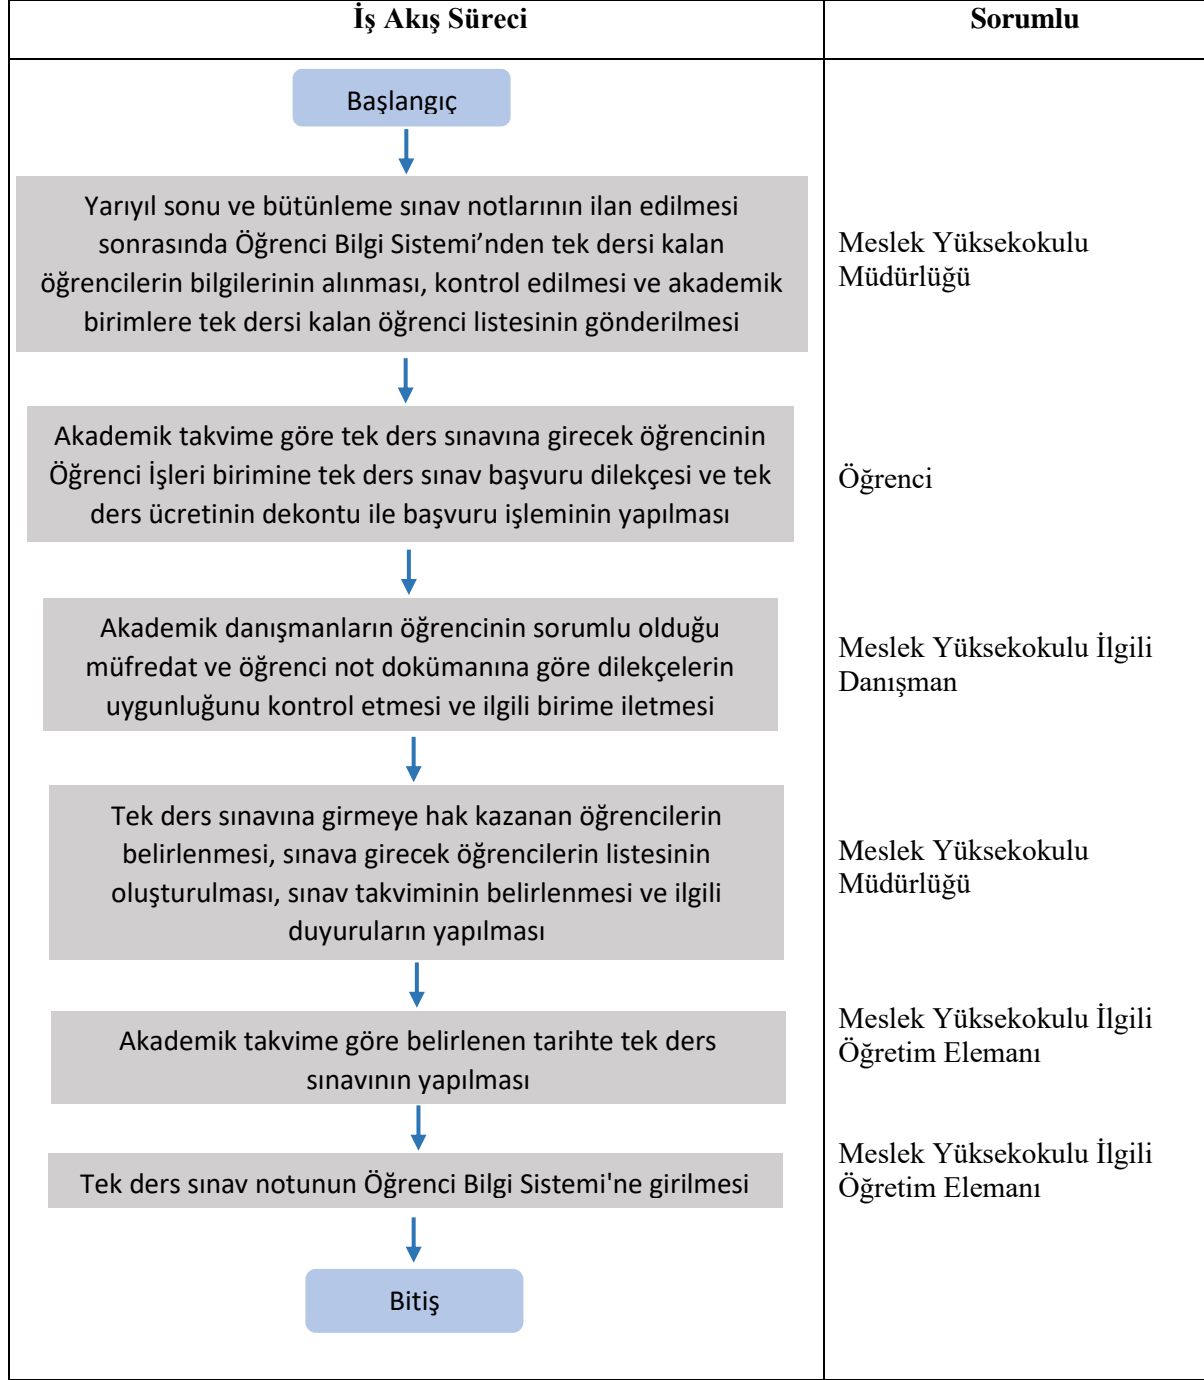 İş Akış Süreci
Sorumlu
Başlangıç
Yarıyıl sonu ve bütünleme sınav notlarının ilan edilmesi
sonrasında Öğrenci Bilgi Sistemi’nden tek dersi kalan
öğrencilerin bilgilerinin alınması, kontrol edilmesi ve akademik
birimlere tek dersi kalan öğrenci listesinin gönderilmesi
Meslek Yüksekokulu
Müdürlüğü
Akademik takvime göre tek ders sınavına girecek öğrencinin
Öğrenci İşleri birimine tek ders sınav başvuru dilekçesi ve tek
ders ücretinin dekontu ile başvuru işleminin yapılması
Öğrenci
Akademik danışmanların öğrencinin sorumlu olduğu
müfredat ve öğrenci not dokümanına göre dilekçelerin
uygunluğunu kontrol etmesi ve ilgili birime iletmesi
Meslek Yüksekokulu İlgili
Danışman
Tek ders sınavına girmeye hak kazanan öğrencilerin
belirlenmesi, sınava girecek öğrencilerin listesinin
oluşturulması, sınav takviminin belirlenmesi ve ilgili
duyuruların yapılması
Meslek Yüksekokulu
Müdürlüğü
Akademik takvime göre belirlenen tarihte tek ders
sınavının yapılması
Meslek Yüksekokulu İlgili
Öğretim Elemanı
Tek ders sınav notunun Öğrenci Bilgi Sistemi'ne girilmesi
Meslek Yüksekokulu İlgili
Öğretim Elemanı
Bitiş